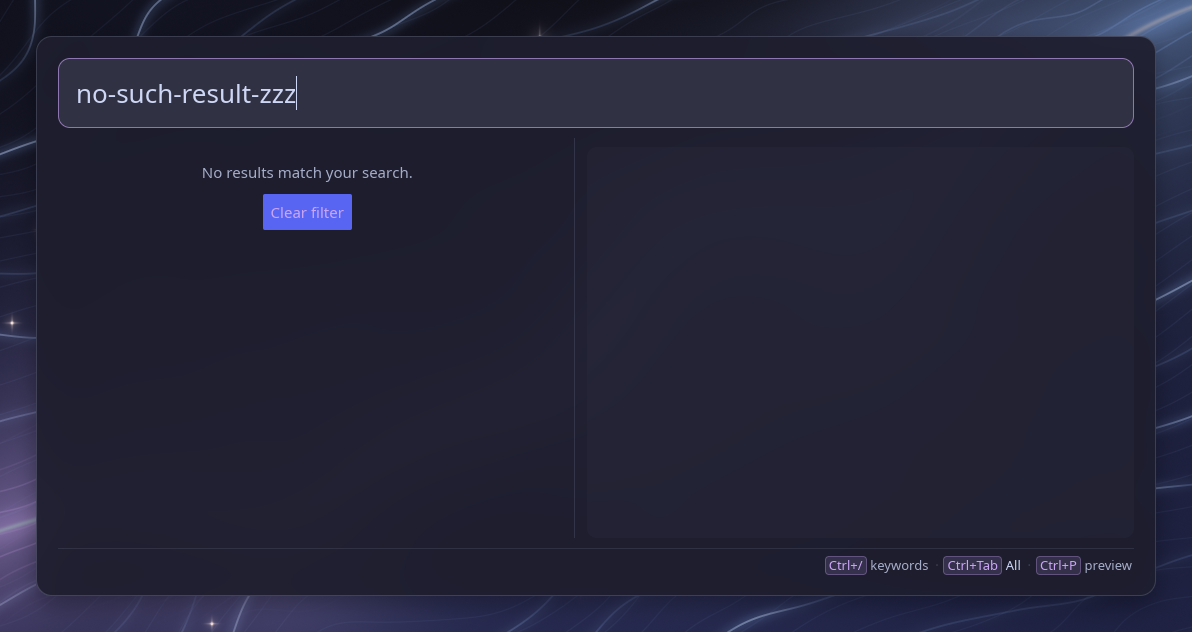 no-such-result-zzz
No results match your search.
Clear filter
Ctrl+/ keywords · Ctrl+Tab All · Ctrl+P preview